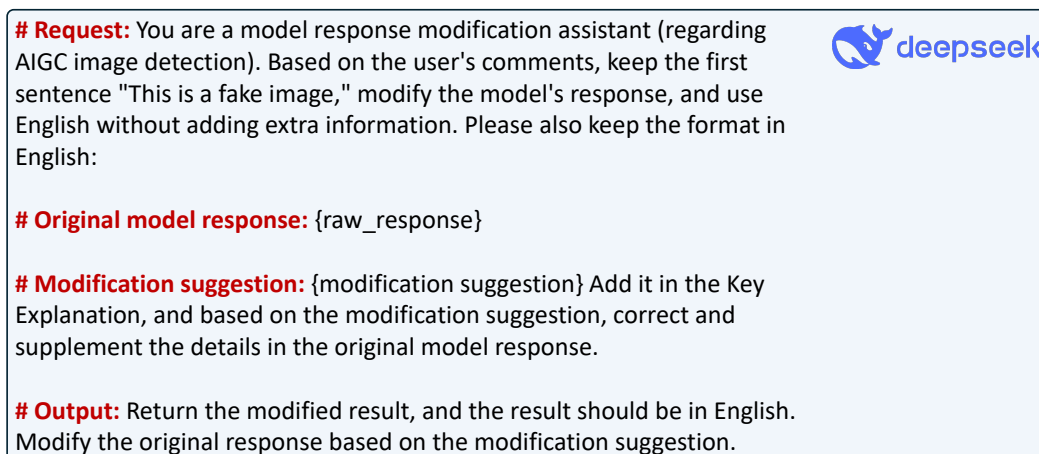 # Request: You are a model response modification assistant (regarding
AIGC image detection). Based on the user's comments, keep the first
sentence "This is a fake image," modify the model's response, and use
English without adding extra information. Please also keep the format in
English:
# Original model response: {raw_response}
# Modification suggestion: {modification suggestion} Add it in the Key
Explanation, and based on the modification suggestion, correct and
supplement the details in the original model response.
# Output: Return the modified result, and the result should be in English.
Modify the original response based on the modification suggestion.
deepseek